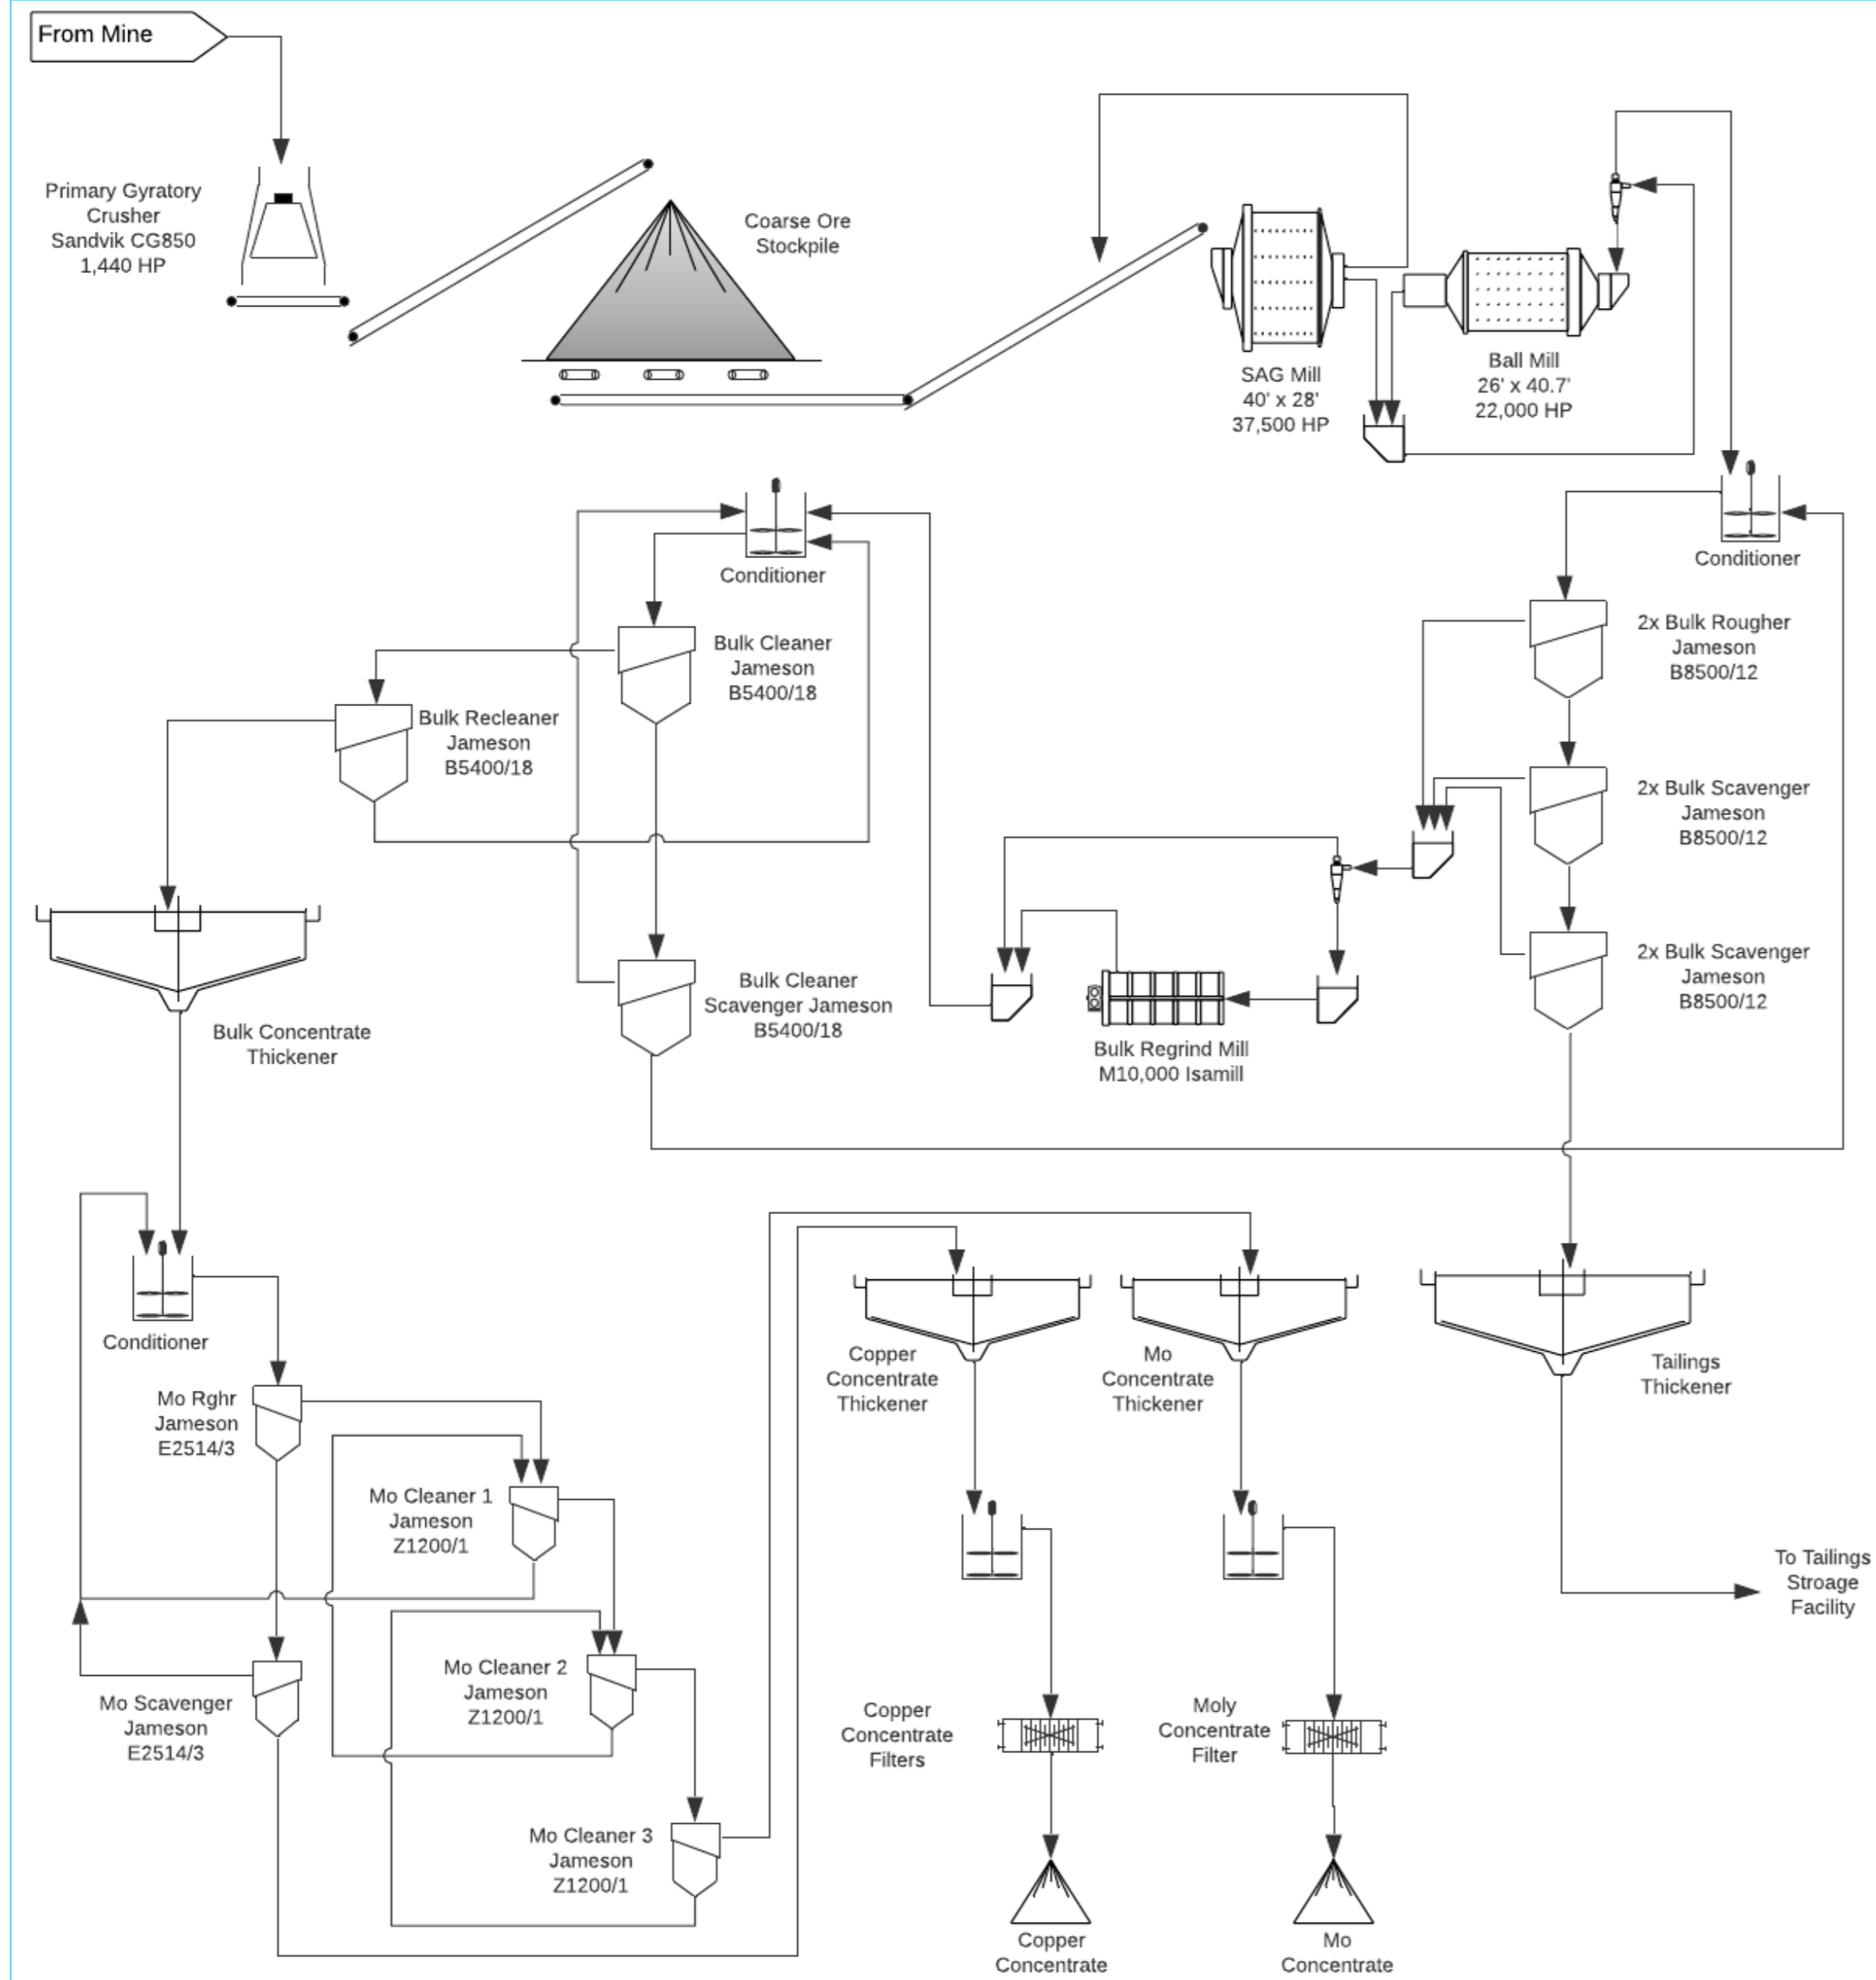 From Mine
Primary Gyratory
Crusher
Sandvik CG850
1,440 HP
Coarse Ore
Stockpile
SAG Mill
40' x 28'
37,500 HP
Ball Mill
26' x 40.7'
22,000 HP
Conditioner
Conditioner
2x Bulk Rougher
Jameson
B8500/12
Bulk Cleaner
Jameson
B5400/18
Bulk Recleaner
Jameson
B5400/18
2x Bulk Scavenger
Jameson
B8500/12
2x Bulk Scavenger
Jameson
B8500/12
Bulk Cleaner
Scavenger Jameson
B5400/18
Bulk Concentrate
Thickener
Bulk Regrind Mill
M10,000 Isamill
Conditioner
Mo Rghr
Jameson
E2514/3
Copper
Concentrate
Thickener
Mo
Concentrate
Thickener
Tailings
Thickener
Mo Cleaner 1
Jameson
Z1200/1
To Tailings
Stroage
Facility
Mo Cleaner 2
Jameson
Z1200/1
Mo Scavenger
Jameson
E2514/3
Copper
Concentrate
Filters
Moly
Concentrate
Filter
Mo Cleaner 3
Jameson
Z1200/1
Copper
Concentrate
Mo
Concentrate